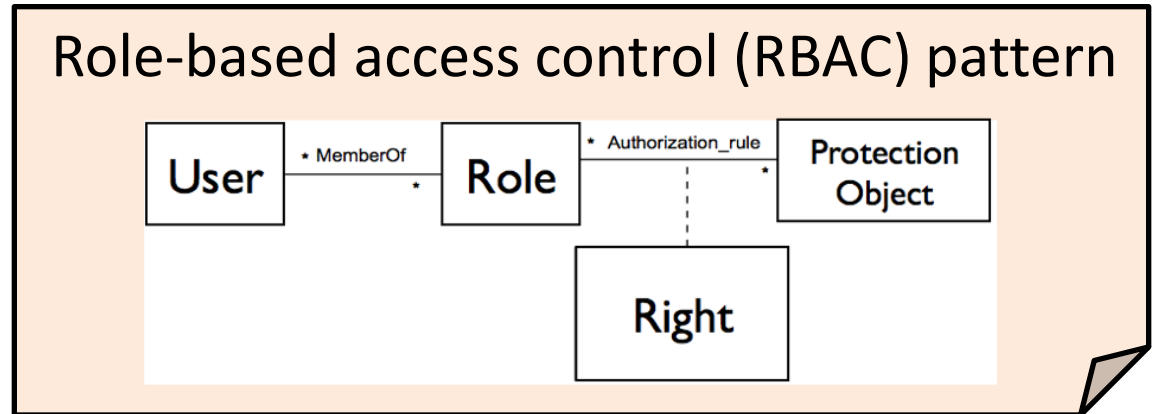 Role-based access control (RBAC) pattern
User
* MemberOf
*
Role
* Authorization_rule
*
Protection
Object
Right